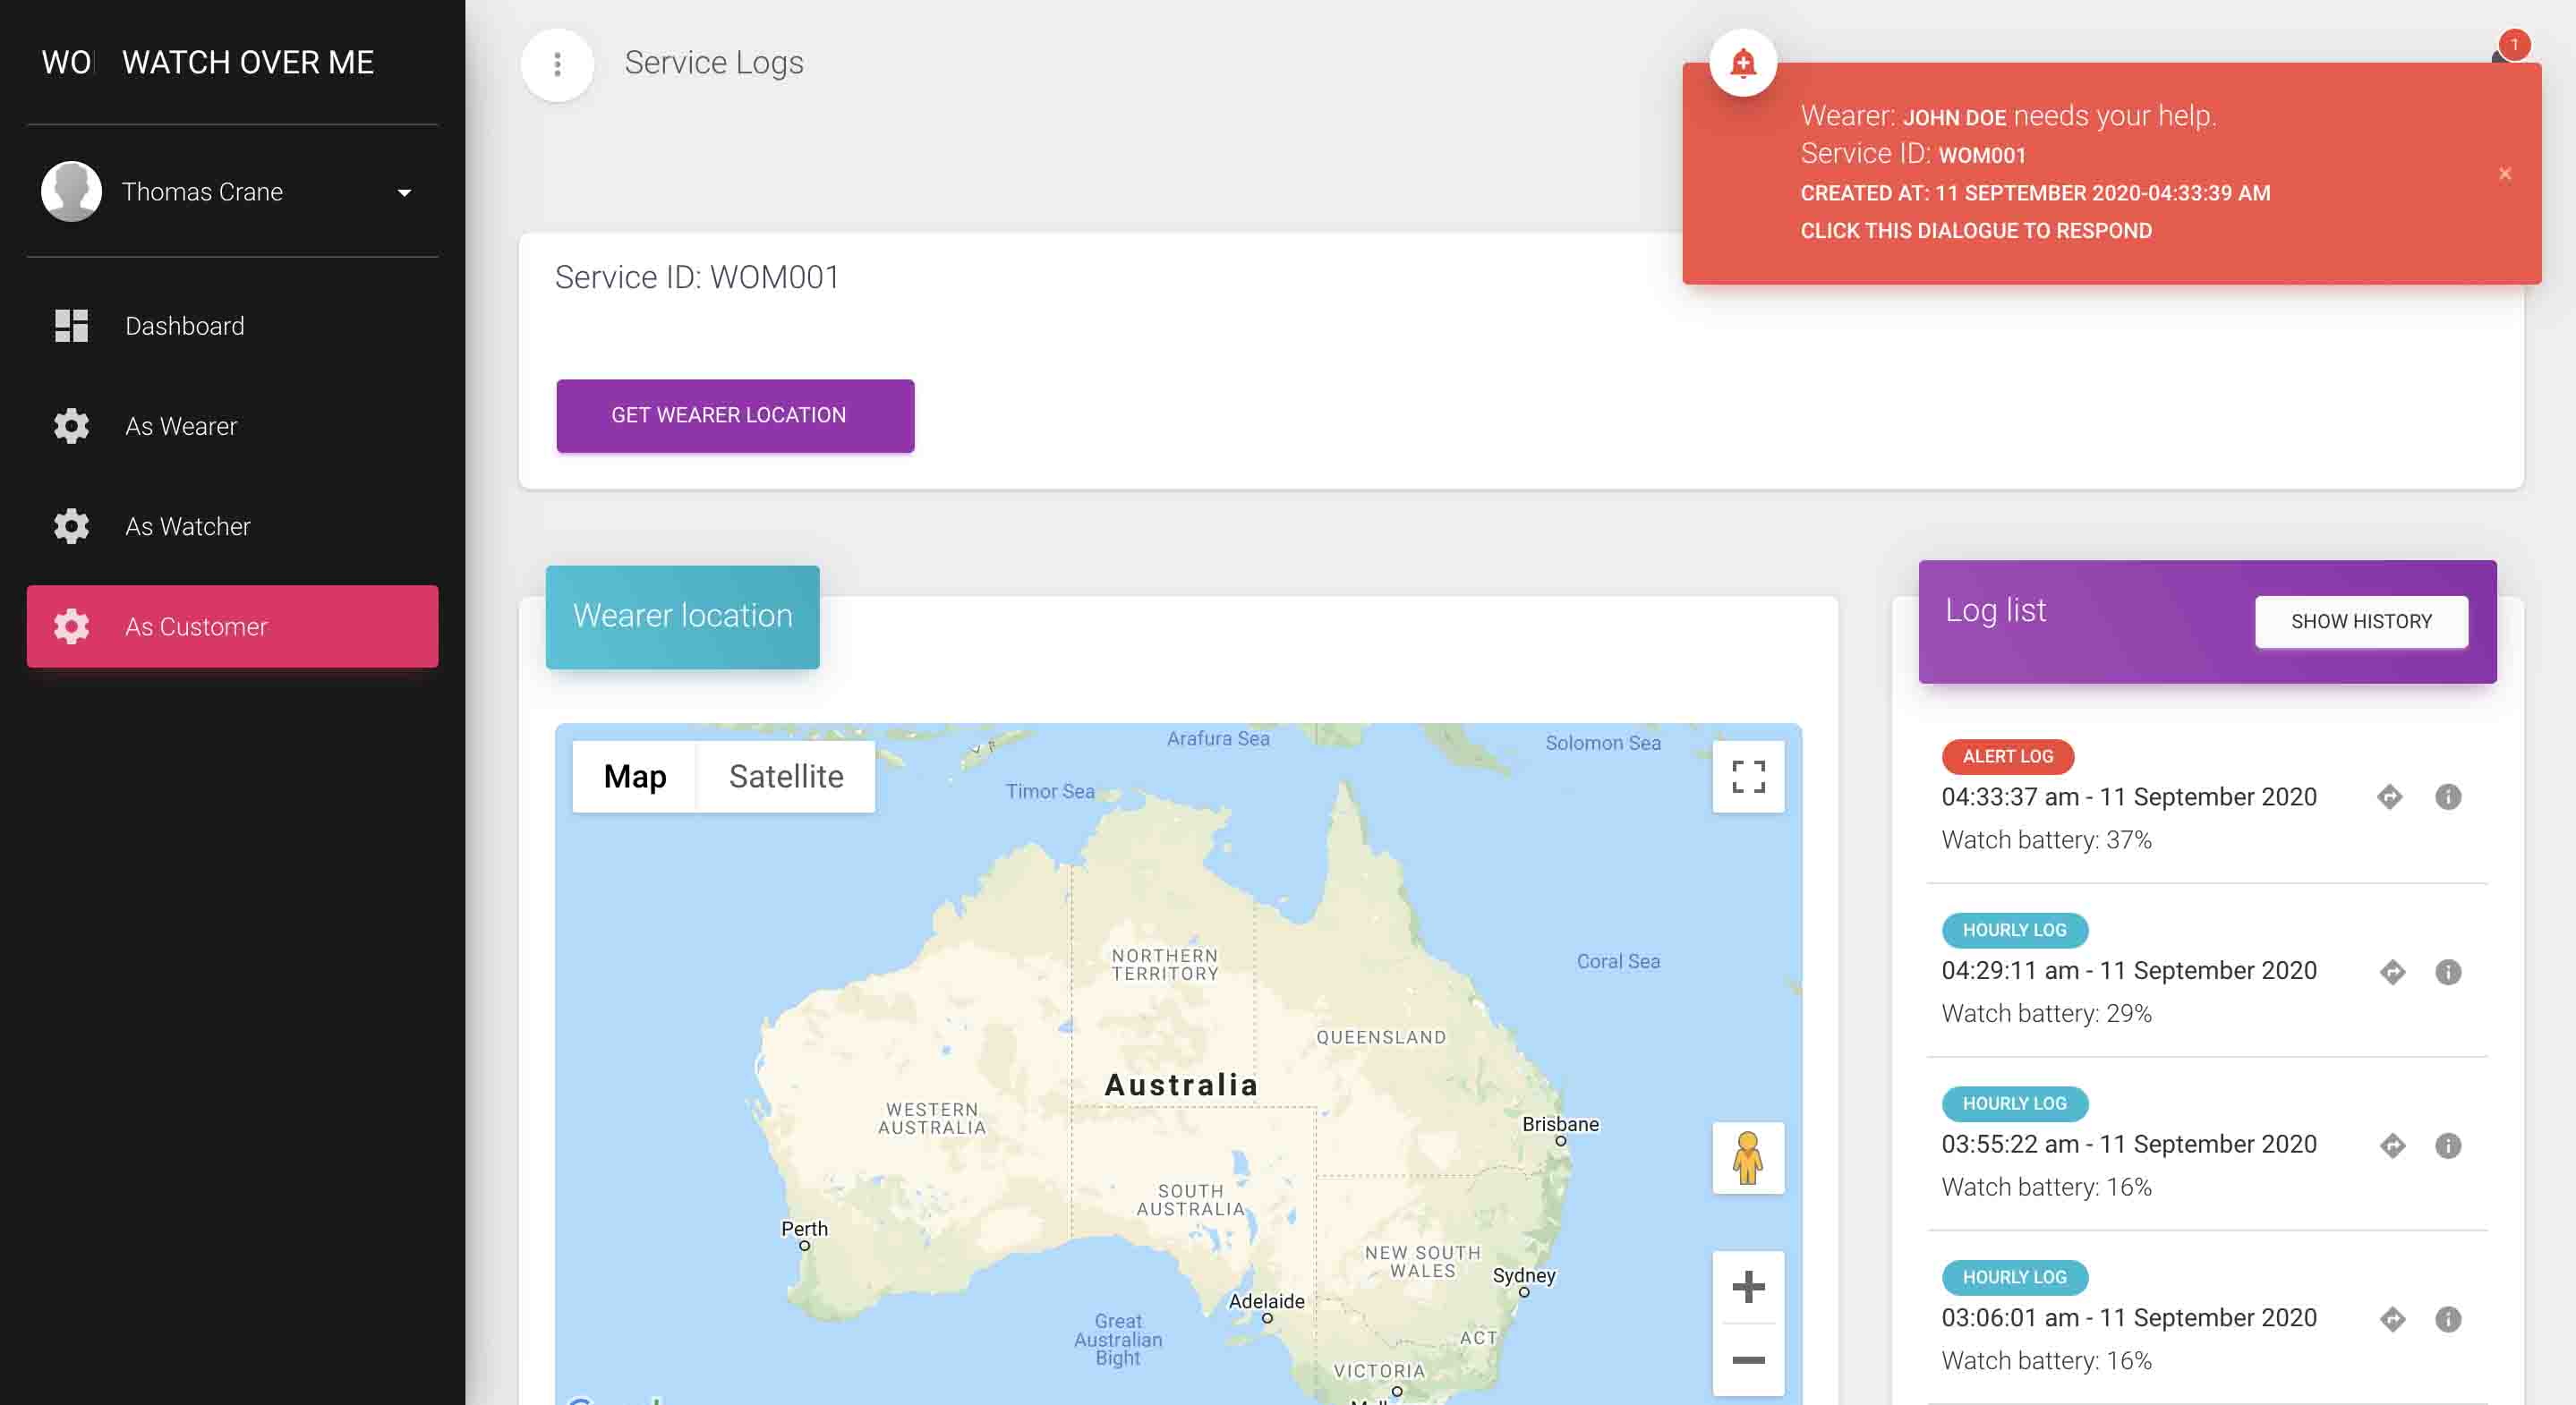 WO WATCH OVER ME
Thomas Crane
Dashboard
As Wearer
As Watcher
As Customer
Service Logs
1
Wearer: JOHN DOE needs your help.
Service ID: WOM001
CREATED AT: 11 SEPTEMBER 2020-04:33:39 AM
CLICK THIS DIALOGUE TO RESPOND
×
Service ID: WOM001
GET WEARER LOCATION
Wearer location
Map Satellite
Arafura Sea
Solomon Sea
Timor Sea
NORTHERN
TERRITORY
Coral Sea
QUEENSLAND
Australia
WESTERN
AUSTRALIA
Brisbane
SOUTH
AUSTRALIA
Perth
NEW SOUTH
WALES
Sydney
Adelaide
Great
Australian
Bight
ACT
VICTORIA
Log list
SHOW HISTORY
ALERT LOG
04:33:37 am - 11 September 2020
Watch battery: 37%
HOURLY LOG
04:29:11 am - 11 September 2020
Watch battery: 29%
HOURLY LOG
03:55:22 am - 11 September 2020
Watch battery: 16%
HOURLY LOG
03:06:01 am - 11 September 2020
Watch battery: 16%